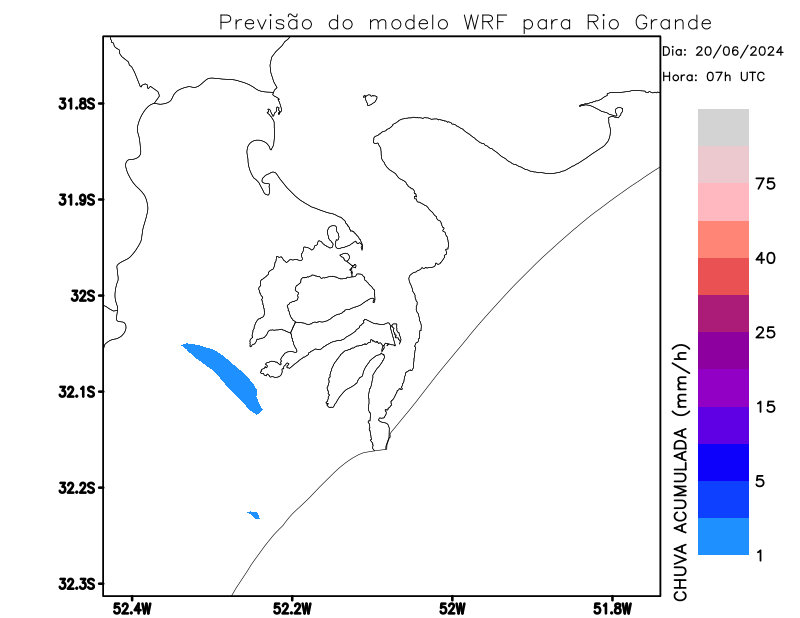 Previsão do modelo WRF para Rio Grande
Dia: 20/06/2024
Hora: 07h UTC
31.8S
31.9S
32S
32.1S
32.2S
32.3S
52.4W
52.2W
52W
51.8W
CHUVA ACUMULADA (mm/h)
75
40
25
15
5
1